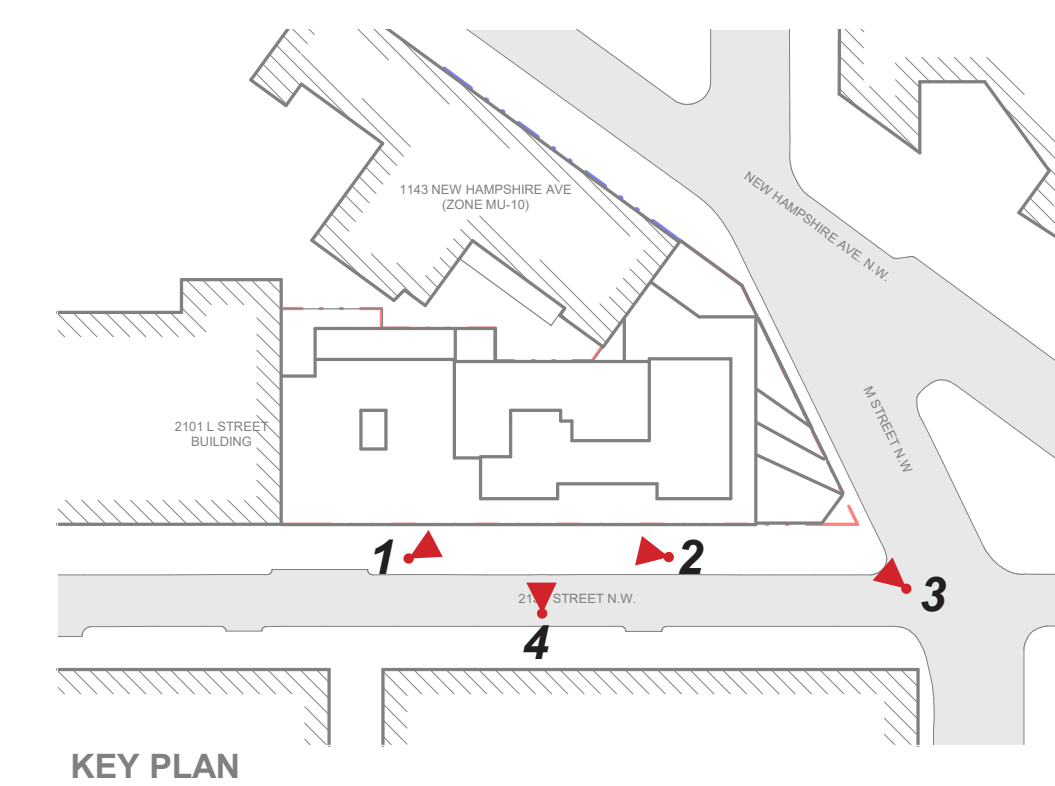 1143 NEW HAMPSHIRE AVE
(ZONE MU-10)
NEW HAMPSHIRE AVE. N.W.
M STREET N.W
2101 L STREET
BUILDING
1
2
3
STREET N.W.
4
KEY PLAN